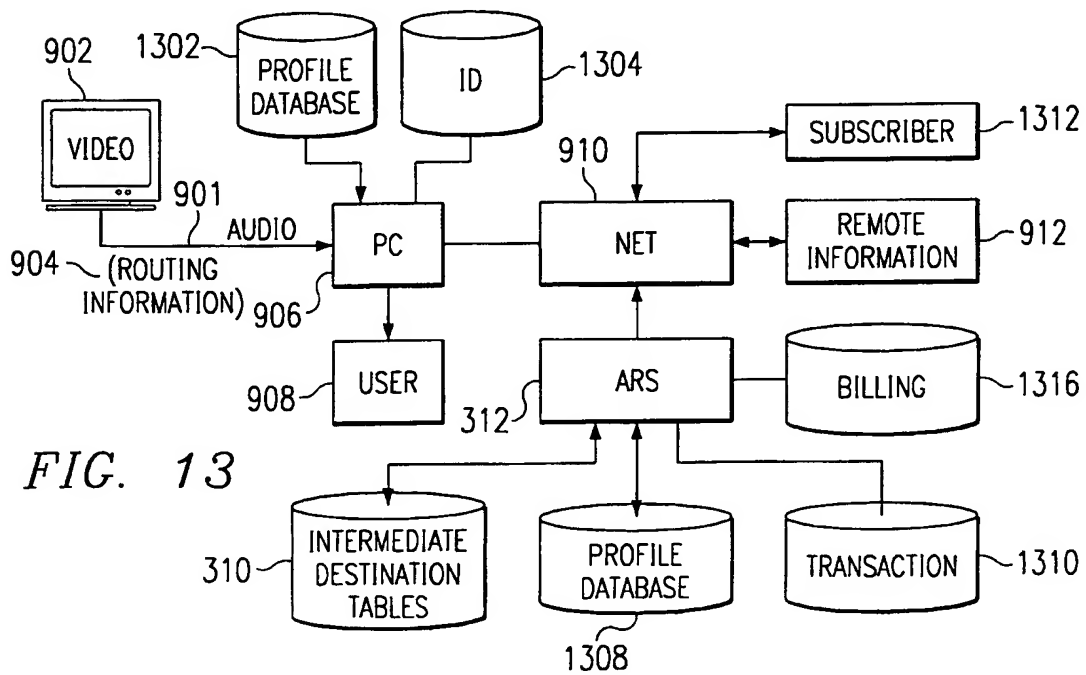 902
1302
PROFILE
DATABASE
ID
1304
VIDEO
910
SUBSCRIBER
1312
901
AUDIO
PC
NET
REMOTE
INFORMATION
912
904
(ROUTING
INFORMATION)
906
USER
908
ARS
312
BILLING
1316
FIG. 13
310
INTERMEDIATE
DESTINATION
TABLES
PROFILE
DATABASE
1308
TRANSACTION
1310